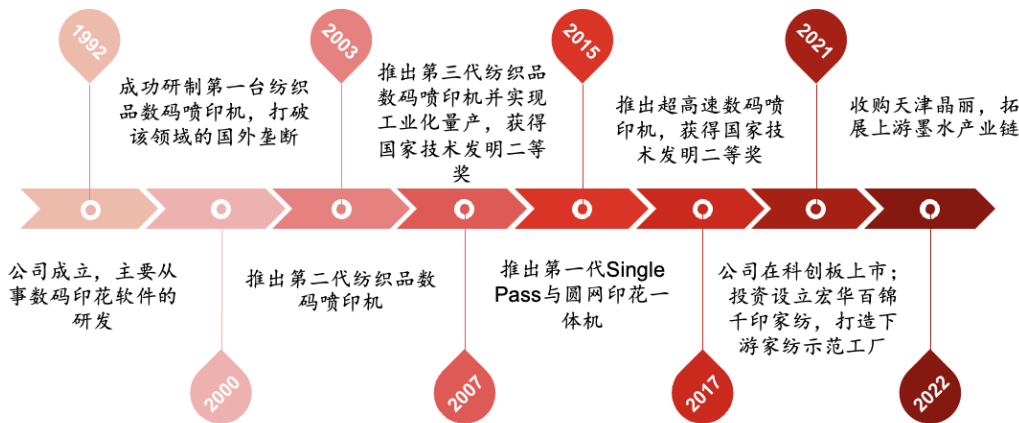 1992
公司成立，主要从
事数码印花软件的
研发
2000
成功研制第一台纺织
品数码喷印机，打破
该领域的国外垄断
2003
推出第二代纺织品数
码喷印机
2007
推出第三代纺织品
数码喷印机并实现
工业化量产，获得
国家技术发明二等
奖
2015
推出第一代Single
Pass与圆网印花一
体机
2017
推出超高速数码喷
印机，获得国家技
术发明二等奖
2021
公司在科创板上市；
投资设立宏华百锦
千印家纺，打造下
游家纺示范工厂
2022
收购天津晶丽，拓
展上游墨水产业链